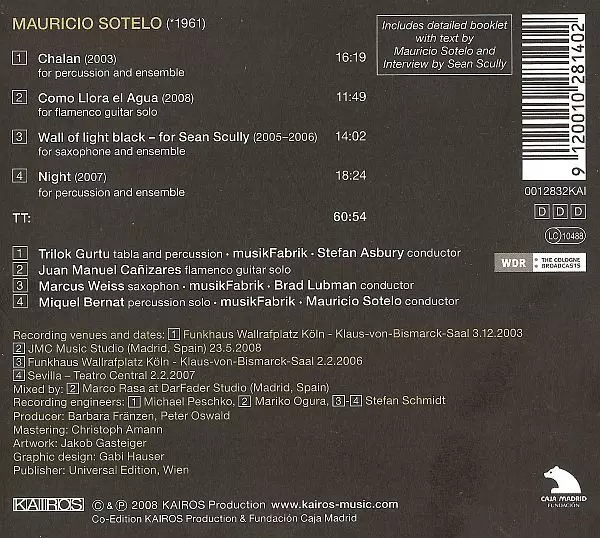 MAURICIO SOTELO (*1961)
Includes detailed booklet
with text by
Mauricio Sotelo and
Interview by Sean Scully
1 Chalan (2003) 16:19
for percussion and ensemble
2 Como Llora el Agua (2008) 11:49
for flamenco guitar solo
3 Wall of light black – for Sean Scully (2005–2006) 14:02
for saxophone and ensemble
4 Night (2007) 18:24
for percussion and ensemble
TT: 60:54
9 120010 281402
0012832KAI
D D D
LC 10488
WDR THE COLOGNE
BROADCASTS
1 Trilok Gurtu tabla and percussion · musikFabrik · Stefan Asbury conductor
2 Juan Manuel Cañizares flamenco guitar solo
3 Marcus Weiss saxophon · musikFabrik · Brad Lubman conductor
4 Miquel Bernat percussion solo · musikFabrik · Mauricio Sotelo conductor
Recording venues and dates: 1 Funkhaus Wallrafplatz Köln - Klaus-von-Bismarck-Saal 3.12.2003
2 JMC Music Studio (Madrid, Spain) 23.5.2008
3 Funkhaus Wallrafplatz Köln - Klaus-von-Bismarck-Saal 2.2.2006
4 Sevilla – Teatro Central 2.2.2007
Mixed by: 2 Marco Rasa at DarFader Studio (Madrid, Spain)
Recording engineers: 1 Michael Peschko, 2 Mariko Ogura, 3-4 Stefan Schmidt
Producer: Barbara Fränzen, Peter Oswald
Mastering: Christoph Amann
Artwork: Jakob Gasteiger
Graphic design: Gabi Hauser
Publisher: Universal Edition, Wien
KAIROS © & ℗ 2008 KAIROS Production www.kairos-music.com
Co-Edition KAIROS Production & Fundación Caja Madrid
CAJA MADRID
FUNDACIÓN